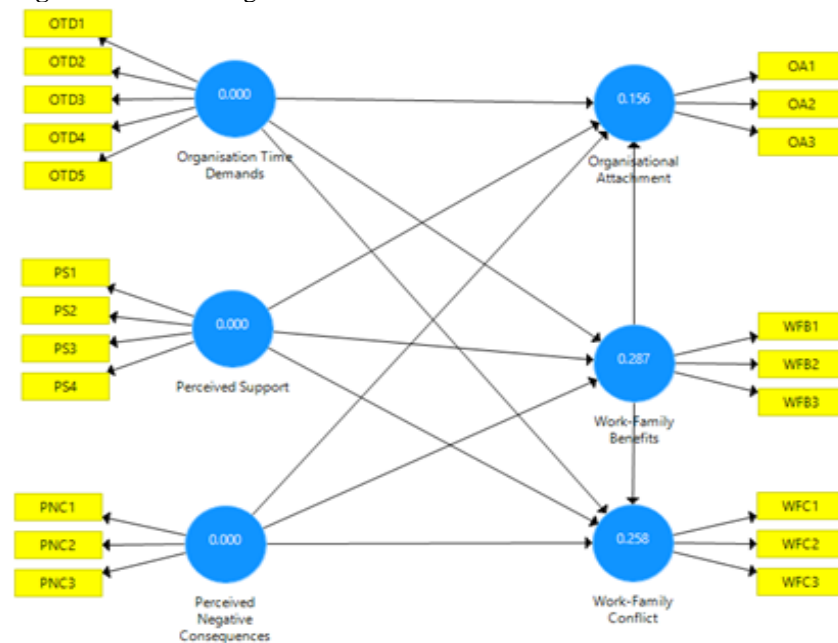 OTD1
OTD2
OTD3
OTD4
OTD5
0.000
Organisation Time
Demands
0.156
Organisational
Attachment
OA1
OA2
OA3
PS1
PS2
PS3
PS4
0.000
Perceived Support
0.287
Work-Family
Benefits
WFB1
WFB2
WFB3
PNC1
PNC2
PNC3
0.000
Perceived
Negative
Consequences
0.258
Work-Family
Conflict
WFC1
WFC2
WFC3